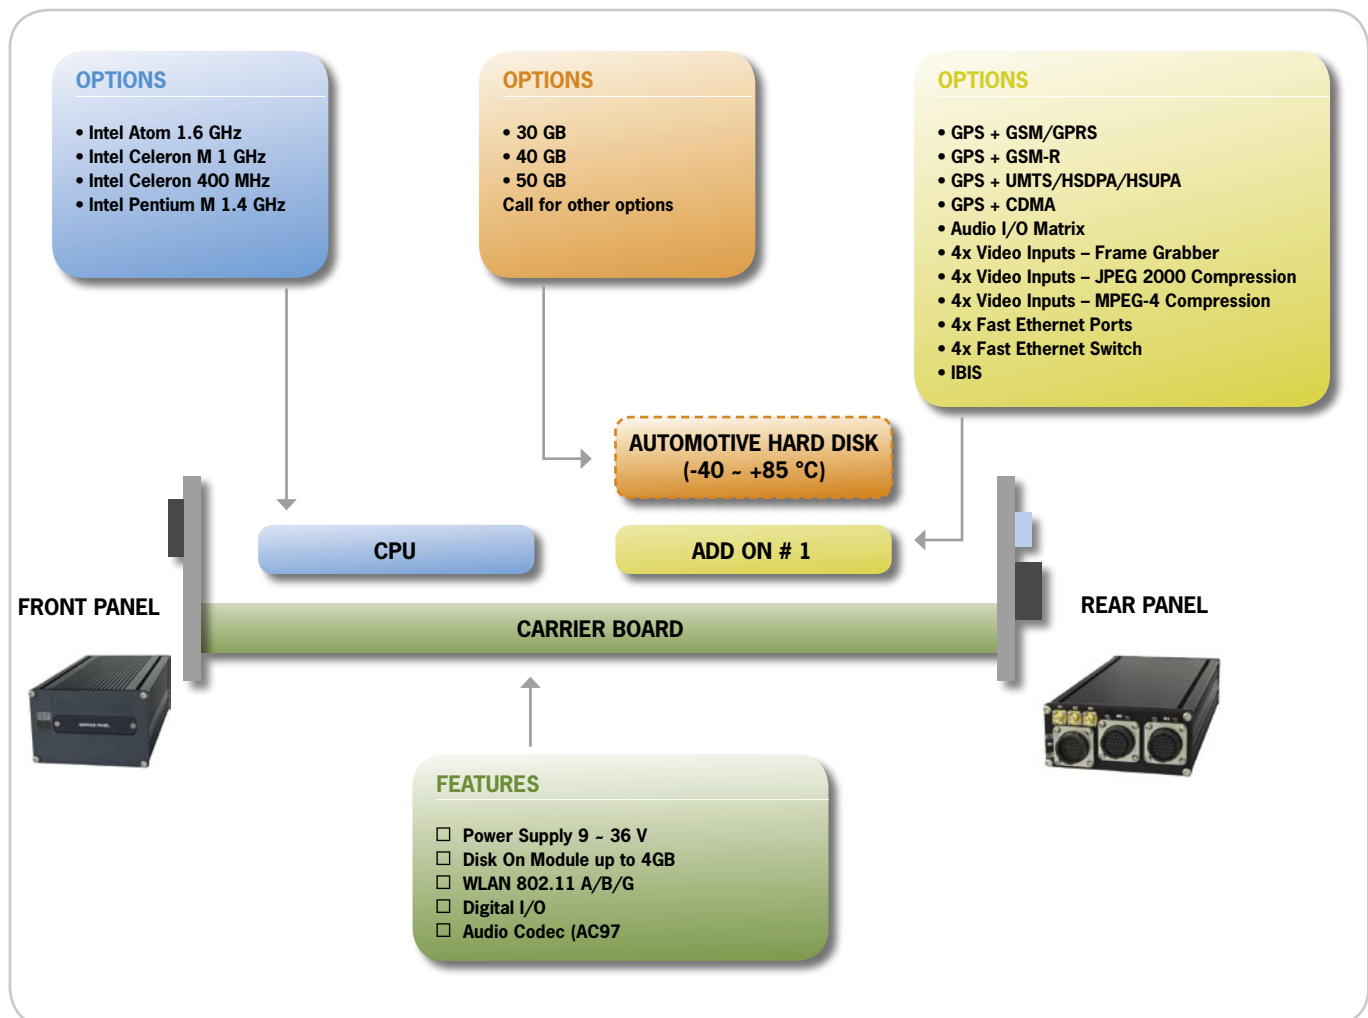 OPTIONS
• Intel Atom 1.6 GHz
• Intel Celeron M 1 GHz
• Intel Celeron 400 MHz
• Intel Pentium M 1.4 GHz
OPTIONS
• 30 GB
• 40 GB
• 50 GB
Call for other options
OPTIONS
• GPS + GSM/GPRS
• GPS + GSM-R
• GPS + UMTS/HSDPA/HSUPA
• GPS + CDMA
• Audio I/O Matrix
• 4x Video Inputs – Frame Grabber
• 4x Video Inputs – JPEG 2000 Compression
• 4x Video Inputs – MPEG-4 Compression
• 4x Fast Ethernet Ports
• 4x Fast Ethernet Switch
• IBIS
AUTOMOTIVE HARD DISK
(-40 ~ +85 °C)
CPU
ADD ON # 1
FRONT PANEL
CARRIER BOARD
REAR PANEL
SERVICE PANEL
FEATURES
☐ Power Supply 9 ~ 36 V
☐ Disk On Module up to 4GB
☐ WLAN 802.11 A/B/G
☐ Digital I/O
☐ Audio Codec (AC97